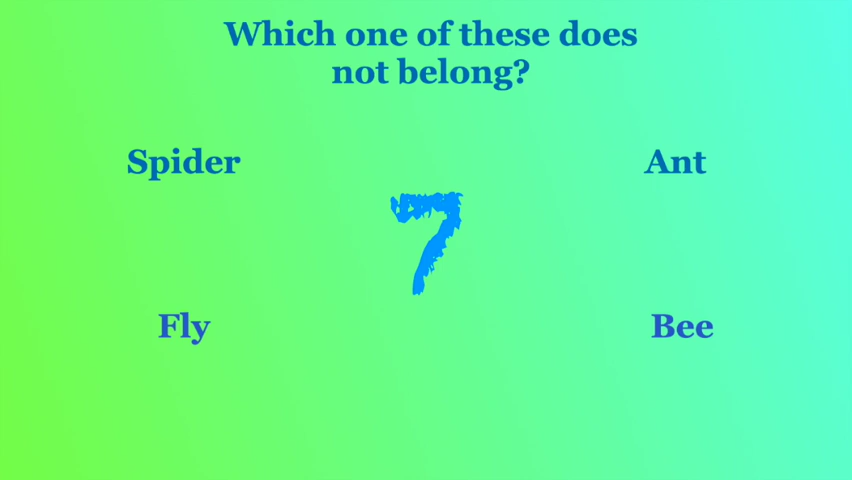 Which one of these does
not belong?
Spider
Ant
7
Fly
Bee